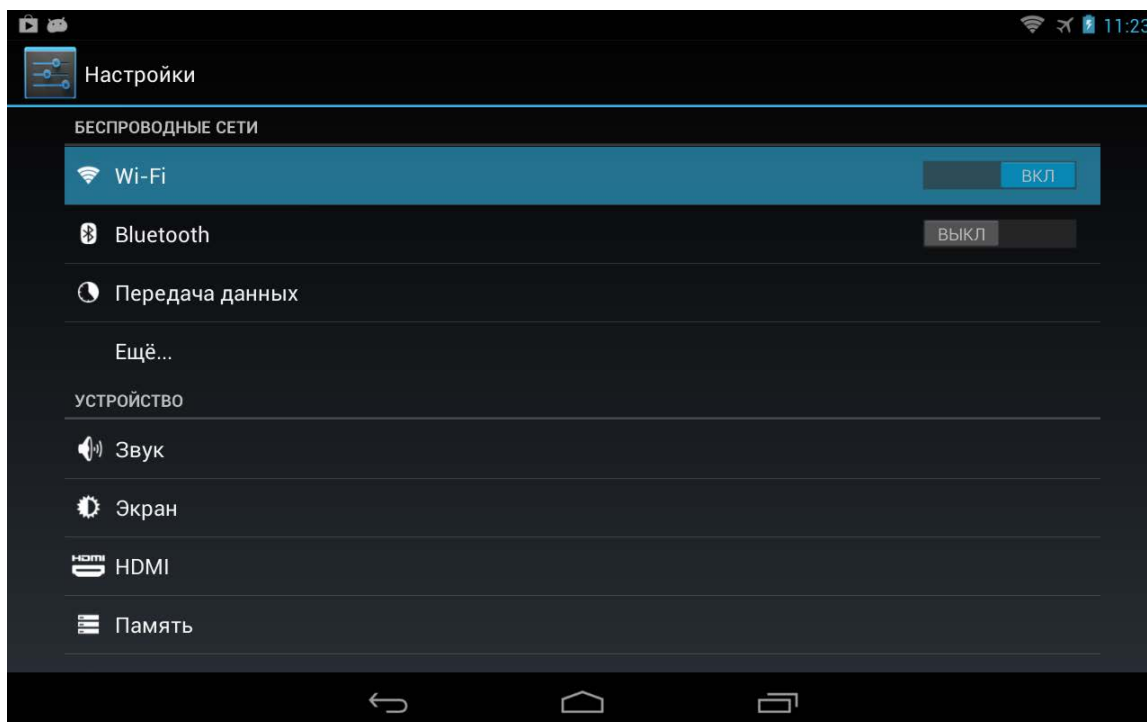 11:23
Настройки
БЕСПРОВОДНЫЕ СЕТИ
Wi-Fi ВКЛ
Bluetooth ВЫКЛ
Передача данных
Ещё...
УСТРОЙСТВО
Звук
Экран
HDMI HDMI
Память